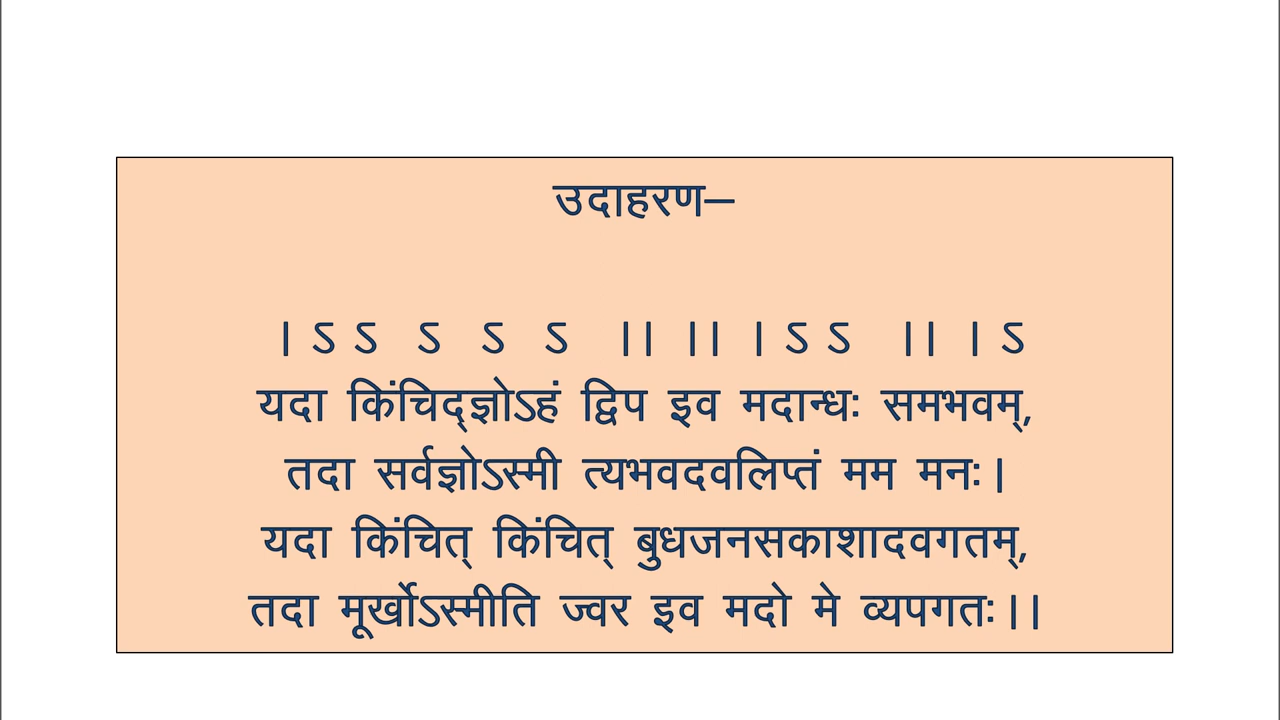 उदाहरण–
। ऽ ऽ ऽ ऽ ऽ ।। ।। । ऽ ऽ ।। । ऽ
यदा किंचिद्ज्ञोऽहं द्विप इव मदान्धः समभवम्,
तदा सर्वज्ञोऽस्मी त्यभवदवलिप्तं मम मनः।
यदा किंचित् किंचित् बुधजनसकाशादवगतम्,
तदा मूर्खोऽस्मीति ज्वर इव मदो मे व्यपगतः।।